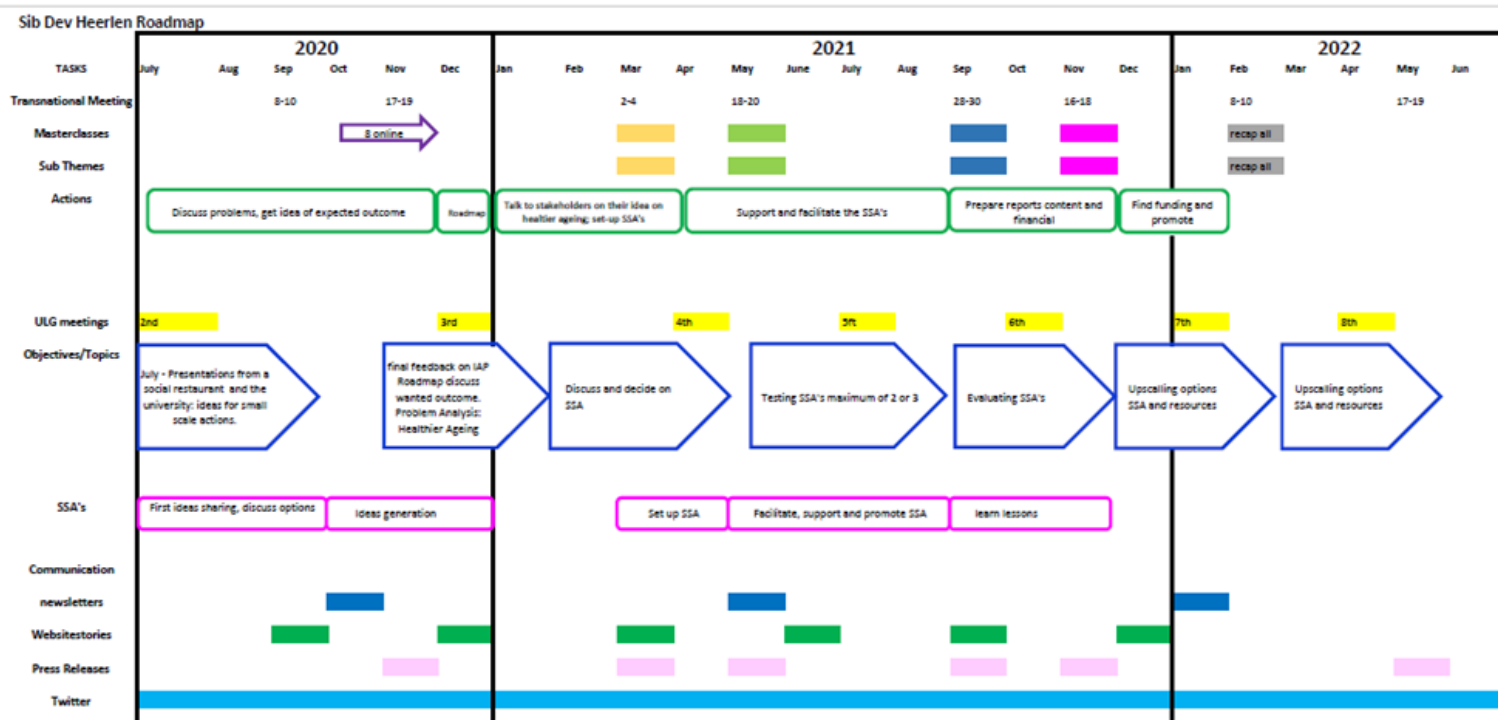 Sib Dev Heerlen Roadmap
2020 2021 2022
TASKS July Aug Sep Oct Nov Dec Jan Feb Mar Apr May June July Aug Sep Oct Nov Dec Jan Feb Mar Apr May Jun
Transnational Meeting 8-10 17-19 2-4 18-20 28-30 16-18 8-10 17-19
Masterclasses 8 online recap all
Sub Themes recap all
Actions
Discuss problems, get idea of expected outcome
Roadmap
Talk to stakeholders on their idea on
healtier ageing; set-up SSA's
Support and facilitate the SSA's
Prepare reports content and
financial
Find funding and
promote
ULG meetings 2nd 3rd 4th 5ft 6th 7th 8th
Objectives/Topics
July - Presentations from a
social restaurant and the
university: ideas for small
scale actions.
final feedback on IAP
Roadmap discuss
wanted outcome.
Problem Analysis:
Healthier Ageing
Discuss and decide on
SSA
Testing SSA's maximum of 2 or 3
Evaluating SSA's
Upscalling options
SSA and resources
Upscalling options
SSA and resources
SSA's
First ideas sharing, discuss options
Ideas generation
Set up SSA
Facilitate, support and promote SSA
learn lessons
Communication
newsletters
Websitestories
Press Releases
Twitter